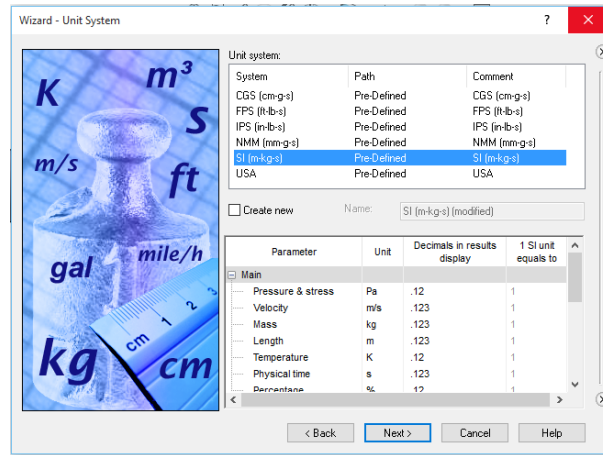 Wizard - Unit System ?
K
m³
S
m/s
ft
gal
mile/h
cm 1 2 3
kg
cm
Unit system:
System Path Comment
CGS (cm-g-s) Pre-Defined CGS (cm-g-s)
FPS (ft-lb-s) Pre-Defined FPS (ft-lb-s)
IPS (in-lb-s) Pre-Defined IPS (in-lb-s)
NMM (mm-g-s) Pre-Defined NMM (mm-g-s)
SI (m-kg-s) Pre-Defined SI (m-kg-s)
USA Pre-Defined USA
Create new Name: SI (m-kg-s) (modified)
Parameter Unit Decimals in results display 1 SI unit equals to
Main
Pressure & stress Pa .12 1
Velocity m/s .123 1
Mass kg .123 1
Length m .123 1
Temperature K .12 1
Physical time s .123 1
Percentage % .12 1
< Back Next > Cancel Help